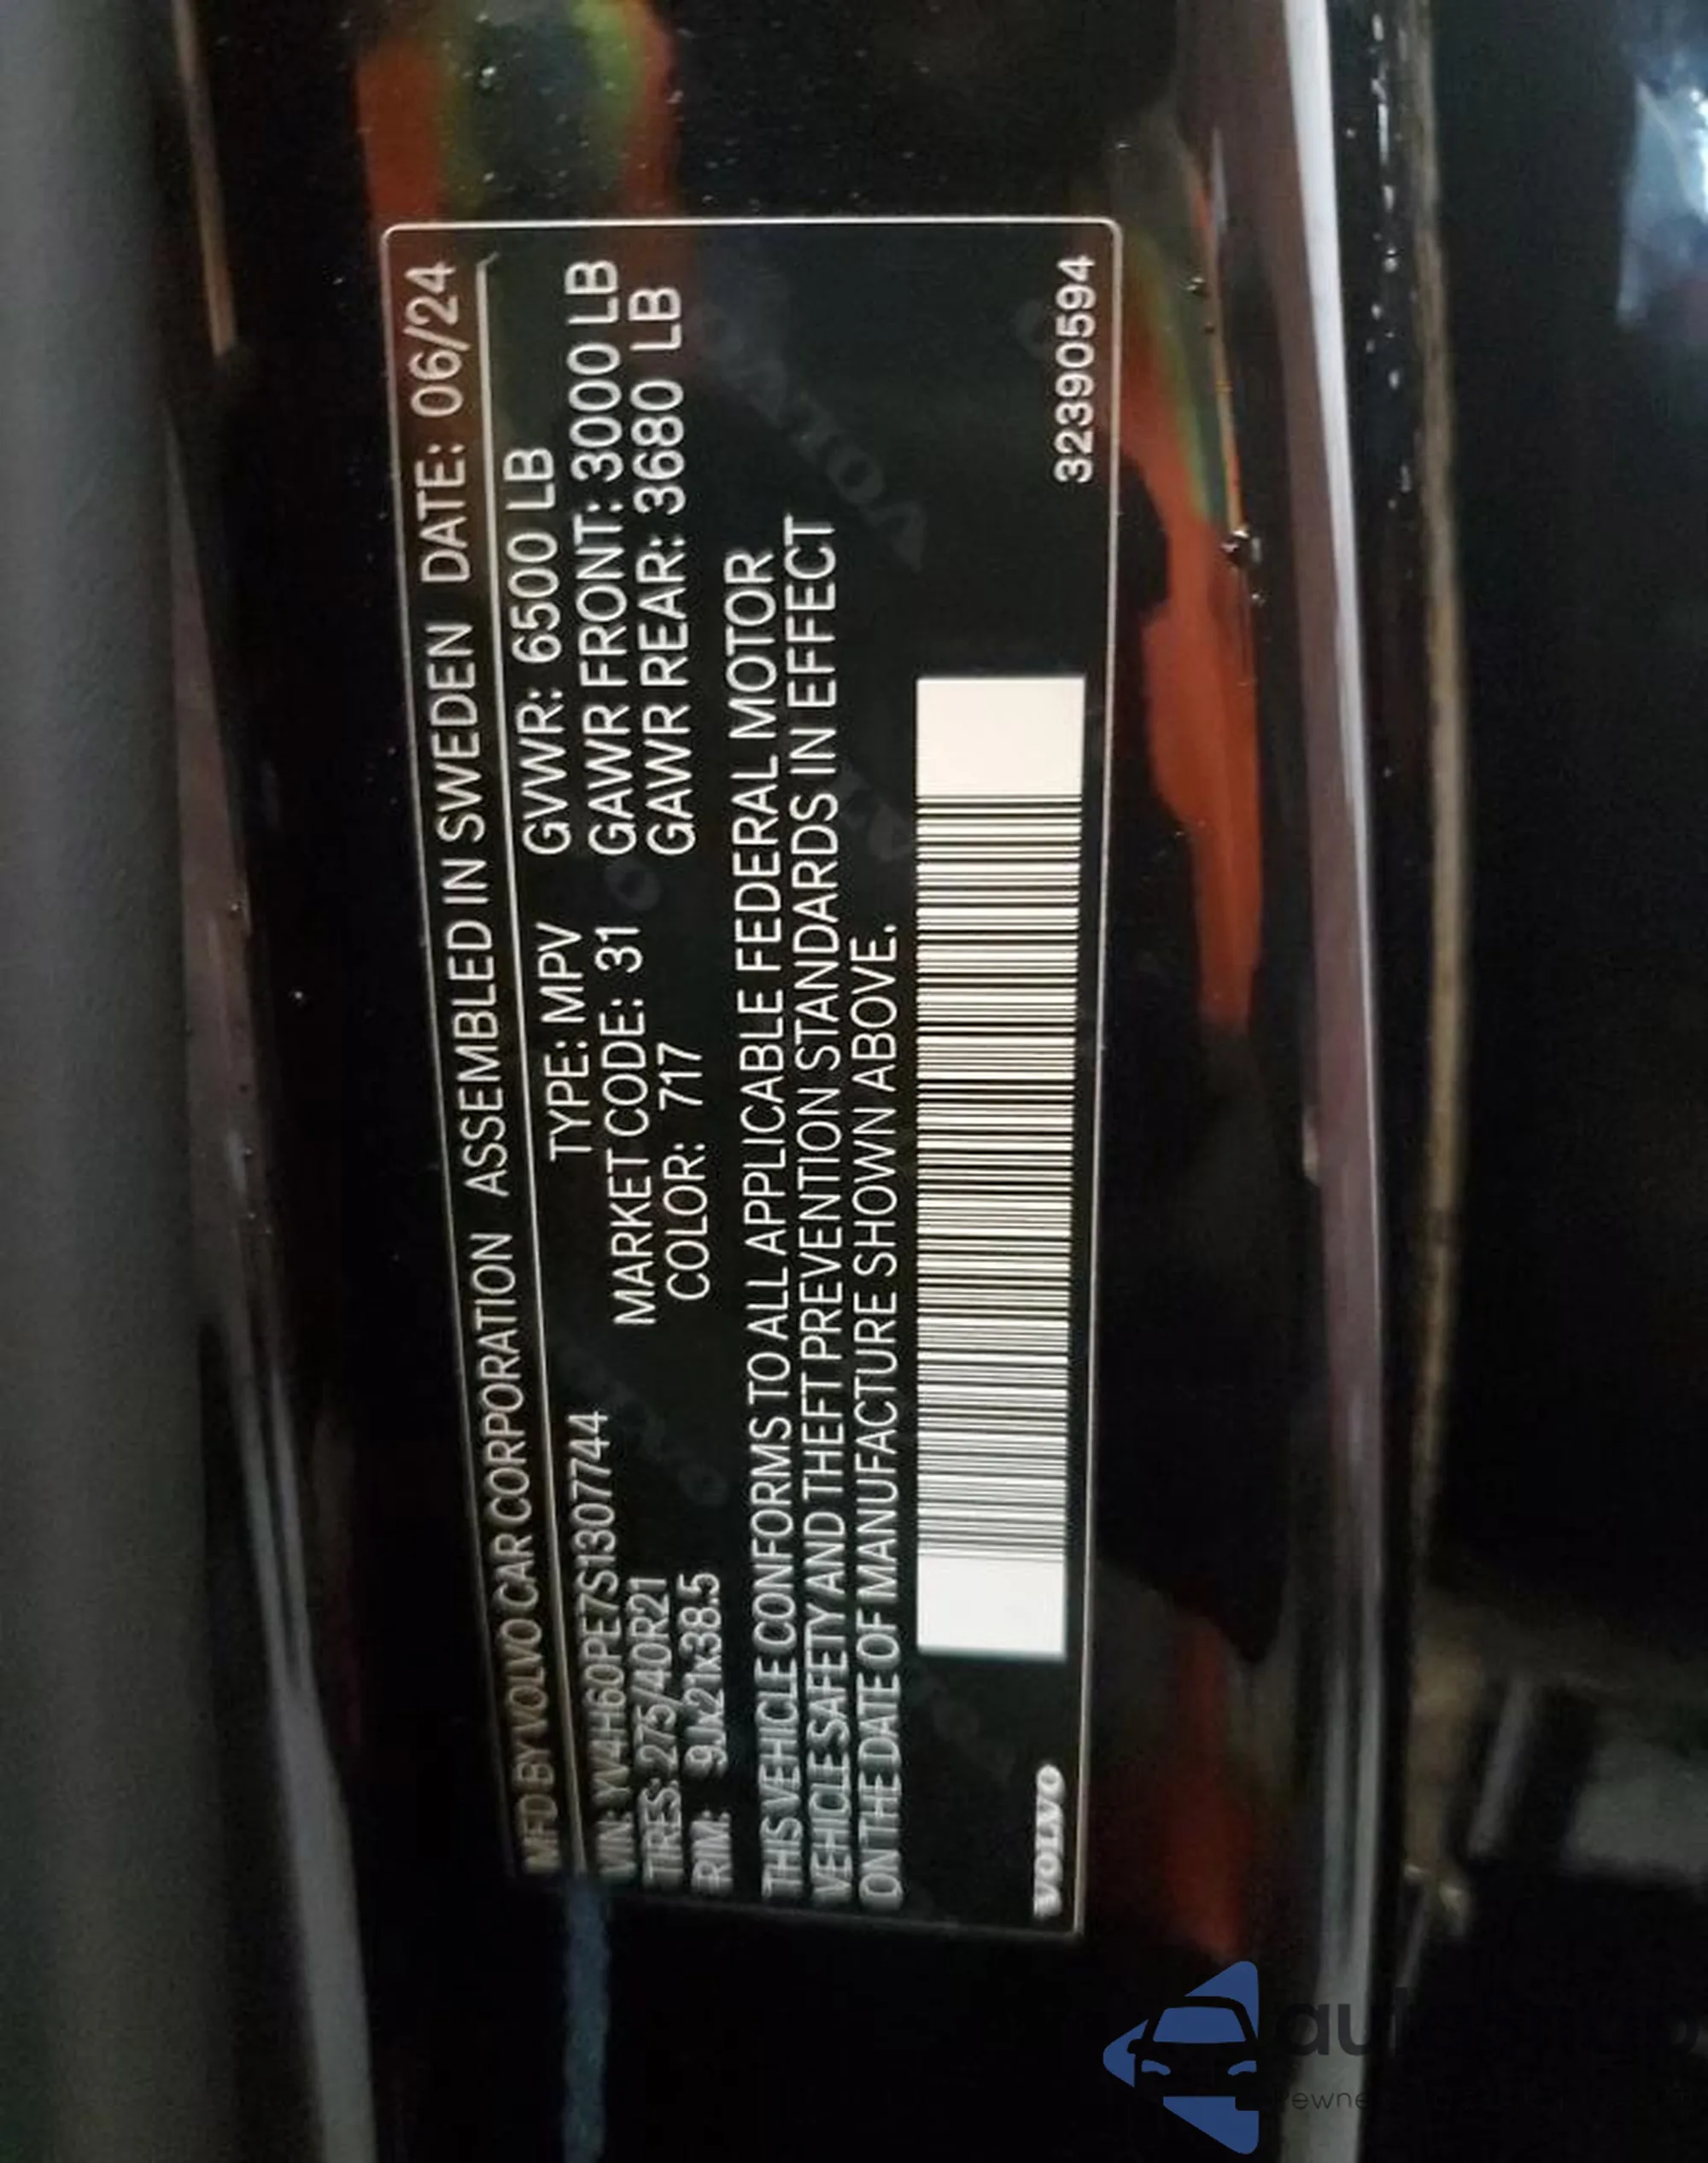 MFD BY VOLVO CAR CORPORATION ASSEMBLED IN SWEDEN DATE: 06/24
VIN: YV4H60PE7S1307744 TYPE: MPV GVWR: 6500 LB
TIRES: 275/40R21 MARKET CODE: 31 GAWR FRONT: 3000 LB
RIM: 9Jx21x38.5 COLOR: 717 GAWR REAR: 3680 LB
THIS VEHICLE CONFORMS TO ALL APPLICABLE FEDERAL MOTOR
VEHICLE SAFETY AND THEFT PREVENTION STANDARDS IN EFFECT
ON THE DATE OF MANUFACTURE SHOWN ABOVE.
VOLVO 32390594